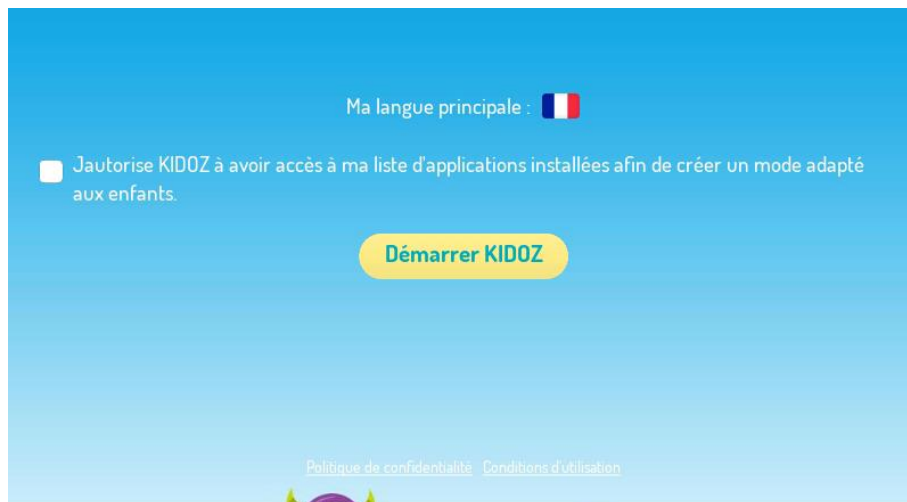 Ma langue principale :
Jautorise KIDOZ à avoir accès à ma liste d'applications installées afin de créer un mode adapté
aux enfants.
Démarrer KIDOZ
Politique de confidentialité Conditions d'utilisation